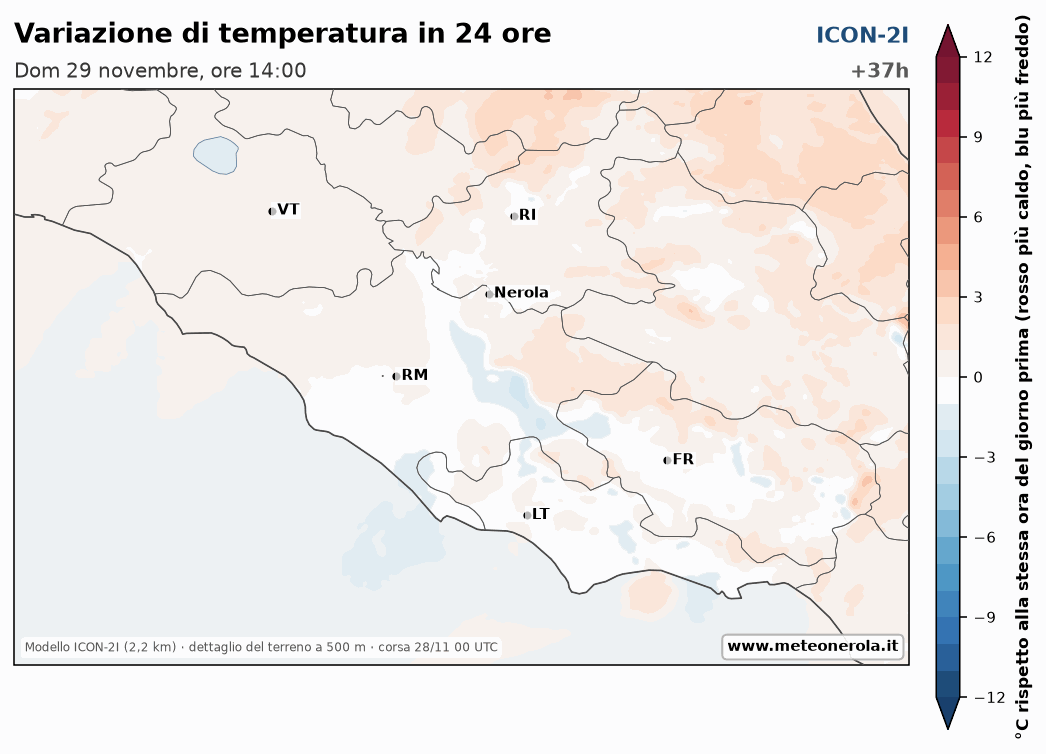 Variazione di temperatura in 24 ore
ICON-2I
Dom 29 novembre, ore 14:00
+37h
VT
RI
Nerola
RM
FR
LT
Modello ICON-2I (2,2 km) · dettaglio del terreno a 500 m · corsa 28/11 00 UTC
www.meteonerola.it
12
9
6
3
0
−3
−6
−9
−12
°C rispetto alla stessa ora del giorno prima (rosso più caldo, blu più freddo)